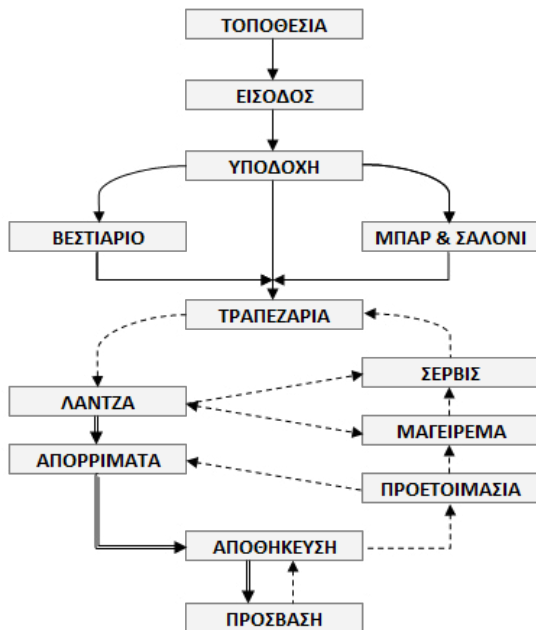 ΤΟΠΟΘΕΣΙΑ
ΕΙΣΟΔΟΣ
ΥΠΟΔΟΧΗ
ΒΕΣΤΙΑΡΙΟ
ΜΠΑΡ & ΣΑΛΟΝΙ
ΤΡΑΠΕΖΑΡΙΑ
ΣΕΡΒΙΣ
ΛΑΝΤΖΑ
ΜΑΓΕΙΡΕΜΑ
ΑΠΟΡΡΙΜΑΤΑ
ΠΡΟΕΤΟΙΜΑΣΙΑ
ΑΠΟΘΗΚΕΥΣΗ
ΠΡΟΣΒΑΣΗ